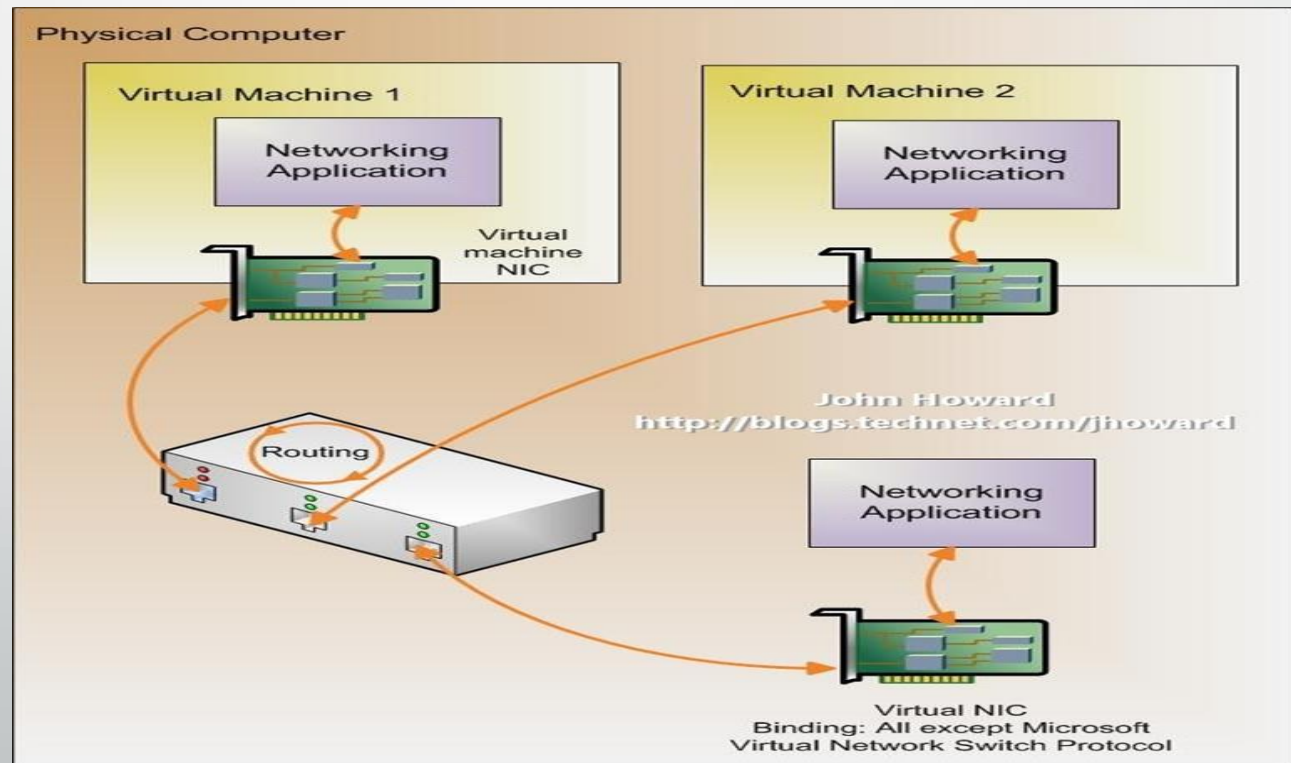 Physical Computer
Virtual Machine 1
Networking
Application
Virtual
machine
NIC
Virtual Machine 2
Networking
Application
Routing
John Howard
http://blogs.technet.com/jhoward
Networking
Application
Virtual NIC
Binding: All except Microsoft
Virtual Network Switch Protocol